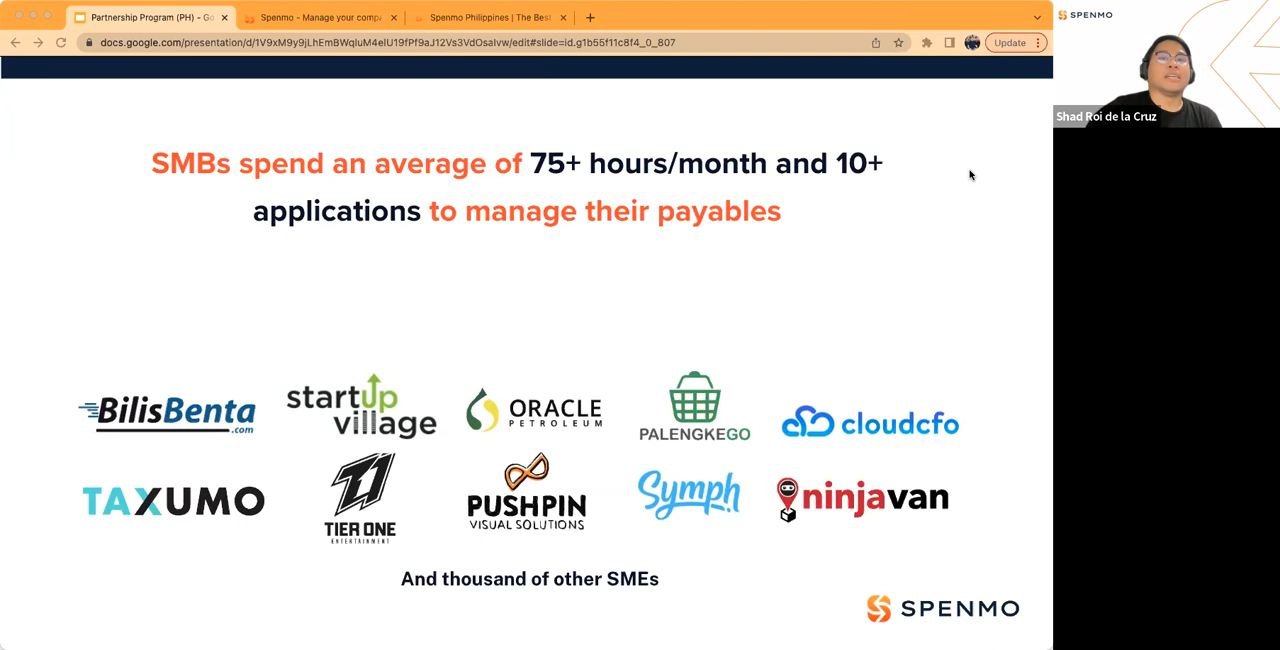 Partnership Program (PH) - Go
Spenmo - Manage your compa
Spenmo Philippines | The Best
docs.google.com/presentation/d/1V9xM9y9jLhEmBWqluM4eIU19fPf9aJ12Vs3VdOsaIvw/edit#slide=id.g1b55f11c8f4_0_807
Update
SPENMO
Shad Roi de la Cruz
SMBs spend an average of 75+ hours/month and 10+
applications to manage their payables
BilisBenta
.com
startup
village
ORACLE
PETROLEUM
PALENGKEGO
cloudcfo
TAXUMO
T1
TIER ONE
ENTERTAINMENT
PUSHPIN
VISUAL SOLUTIONS
Symph
ninjavan
And thousand of other SMEs
SPENMO